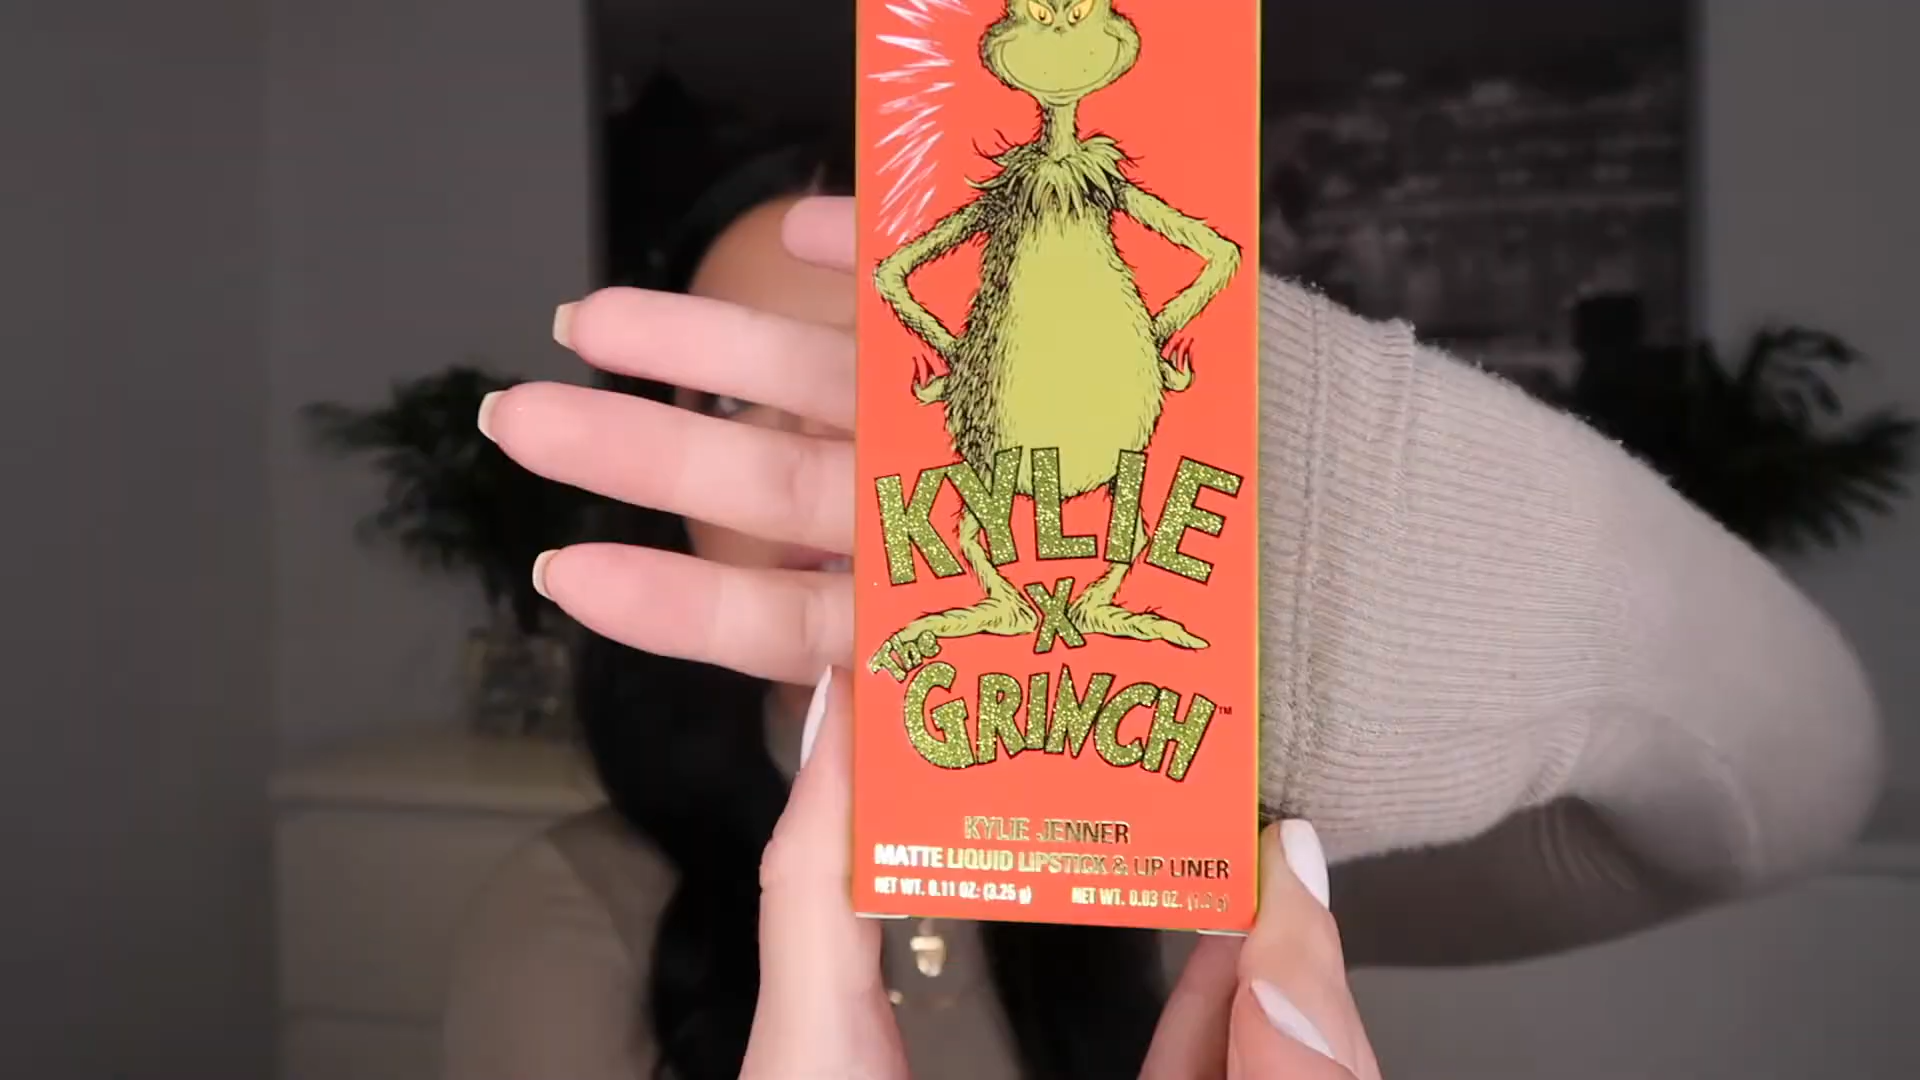 KYLIE
X
The
GRINCH™
KYLIE JENNER
MATTE LIQUID LIPSTICK & LIP LINER
NET WT. 0.11 OZ. (3.25 g) NET WT. 0.03 OZ.